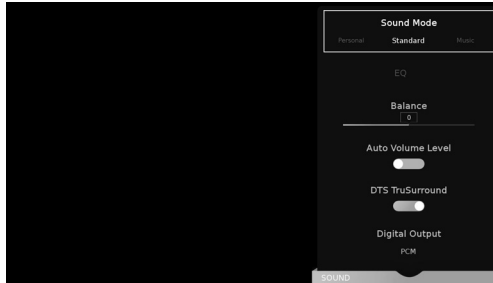 Sound Mode
Personal Standard Music
EQ
Balance
0
Auto Volume Level
DTS TruSurround
Digital Output
PCM
SOUND